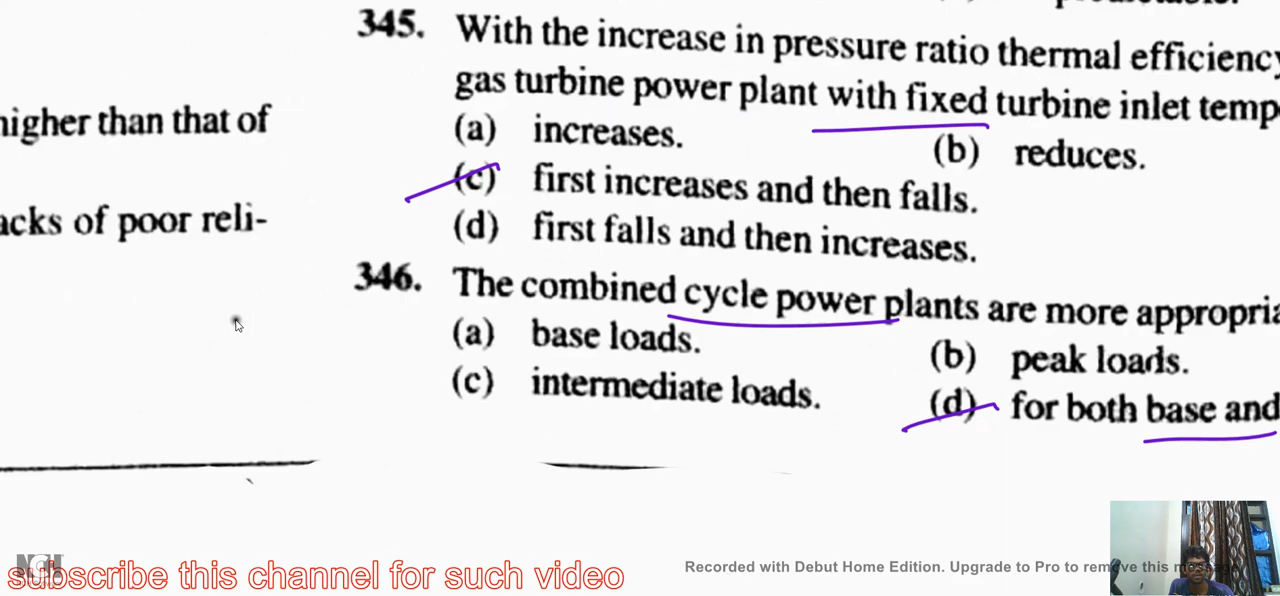 345. With the increase in pressure ratio thermal efficiency
gas turbine power plant with fixed turbine inlet temp
(a) increases. (b) reduces.
(c) first increases and then falls.
(d) first falls and then increases.
346. The combined cycle power plants are more appropria
(a) base loads. (b) peak loads.
(c) intermediate loads. (d) for both base and
higher than that of
acks of poor reli-
subscribe this channel for such video
Recorded with Debut Home Edition. Upgrade to Pro to remove this message